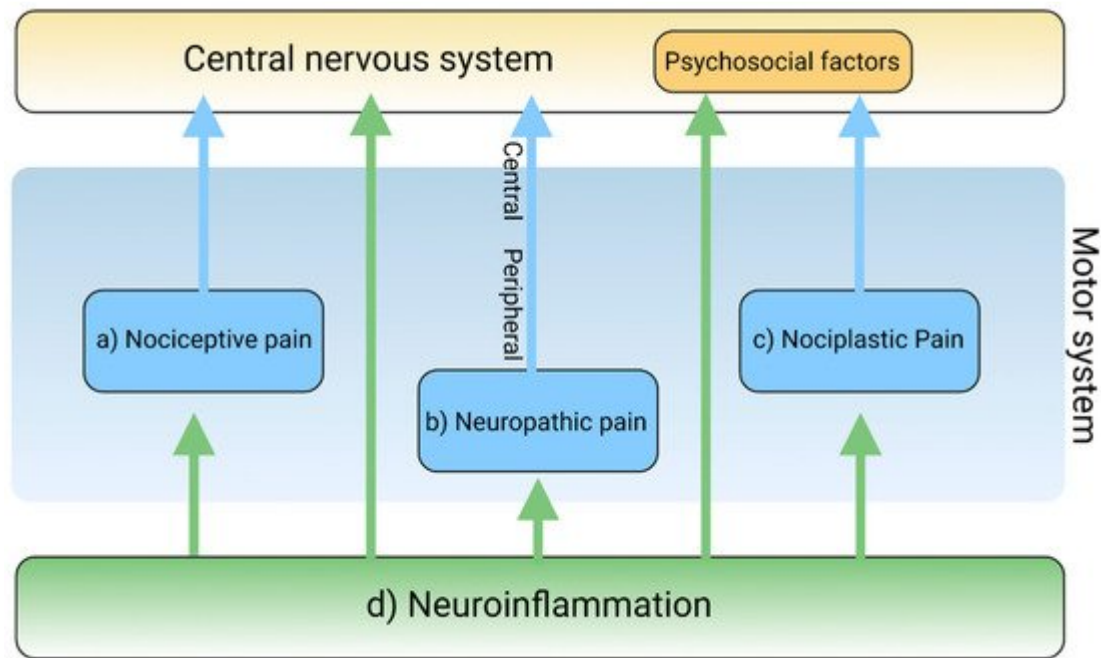 Central nervous system
Psychosocial factors
Central Peripheral
Motor system
a) Nociceptive pain
c) Nociplastic Pain
b) Neuropathic pain
d) Neuroinflammation